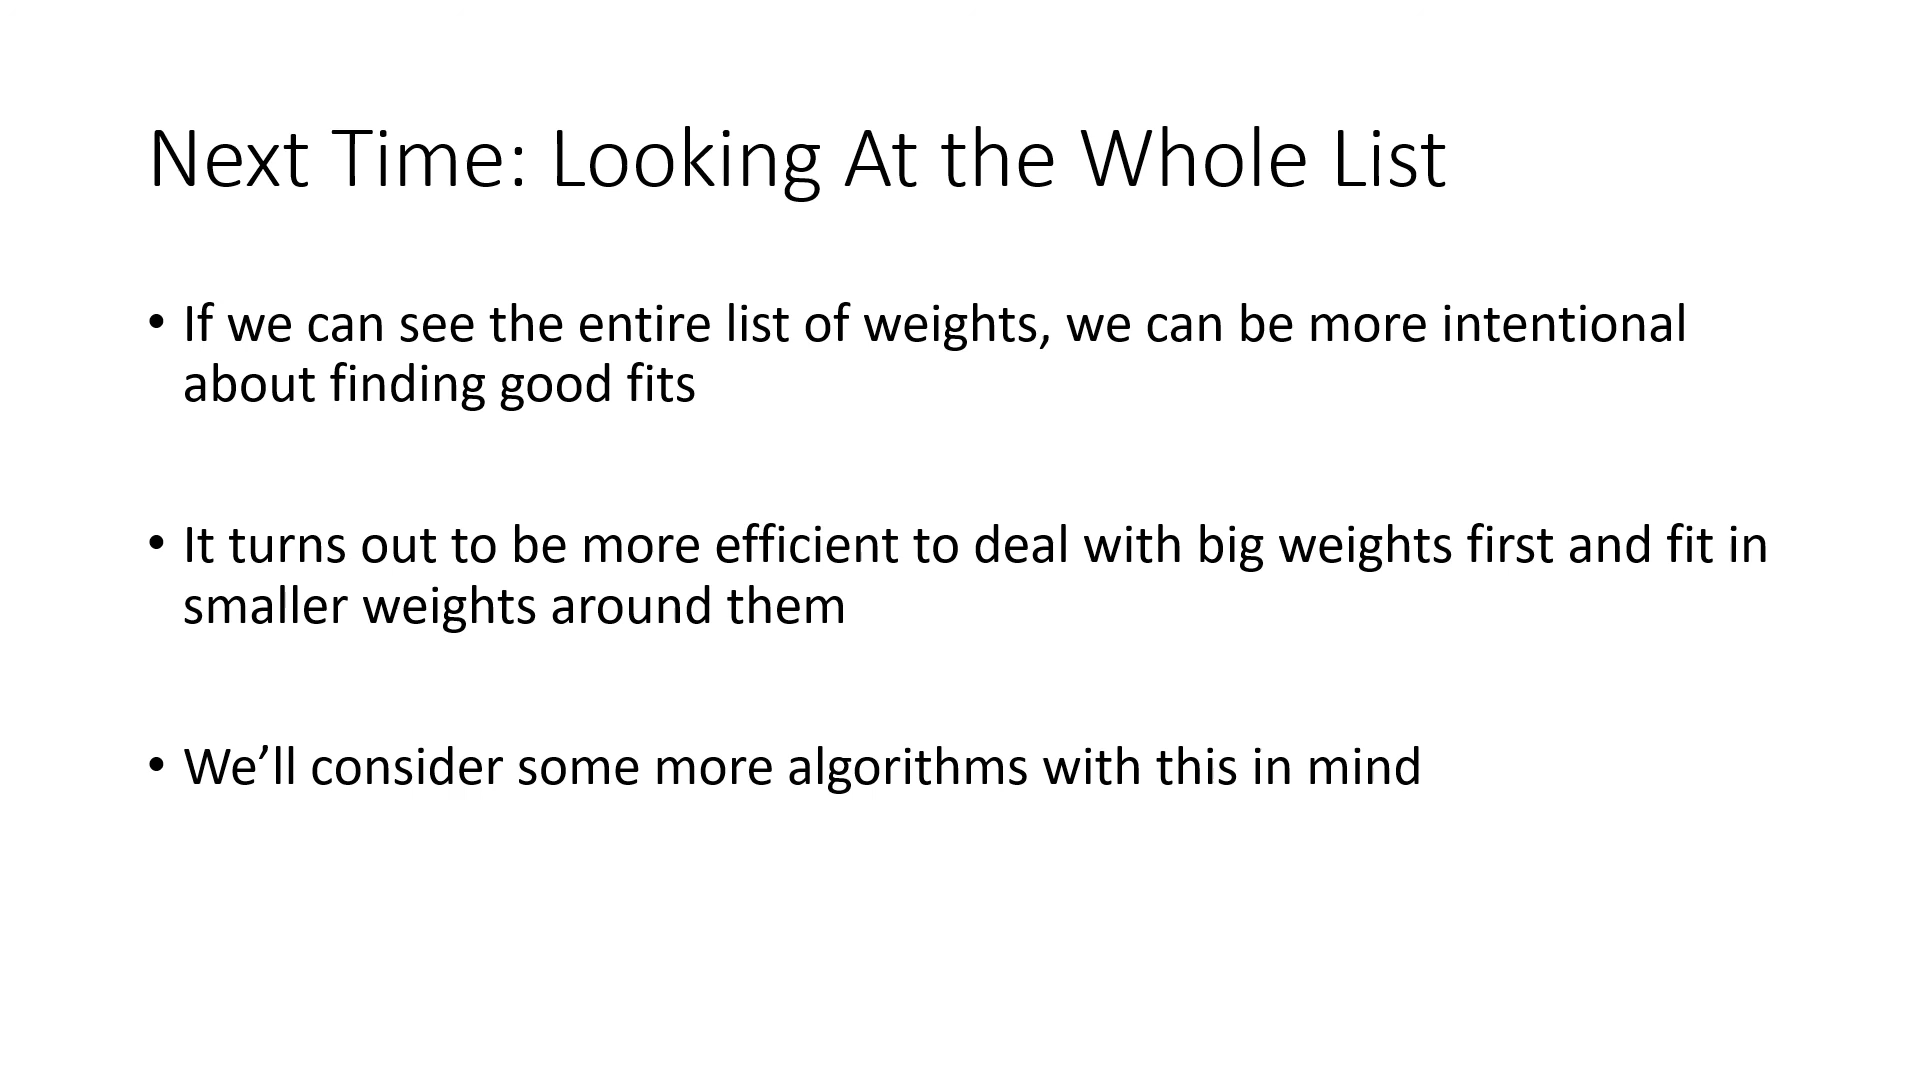 Next Time: Looking At the Whole List
• If we can see the entire list of weights, we can be more intentional
about finding good fits
• It turns out to be more efficient to deal with big weights first and fit in
smaller weights around them
• We’ll consider some more algorithms with this in mind